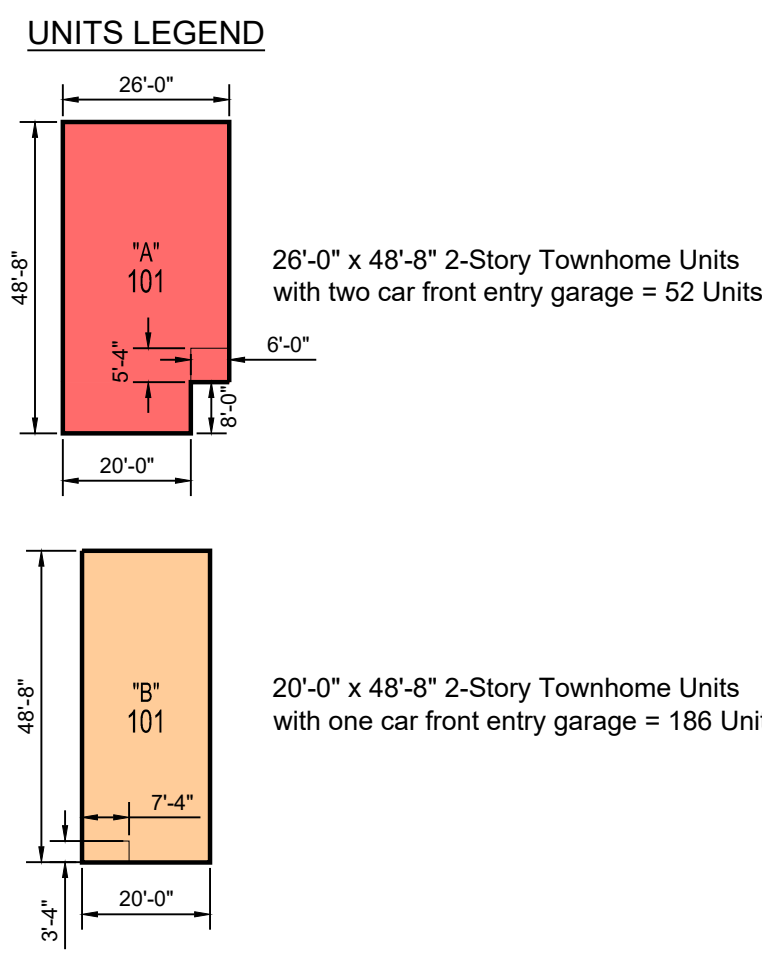 UNITS LEGEND
26'-0"
48'-8"
"A"
101
26'-0" x 48'-8" 2-Story Townhome Units
with two car front entry garage = 52 Units
5'-4"
6'-0"
8'-0"
20'-0"
48'-8"
"B"
101
20'-0" x 48'-8" 2-Story Townhome Units
with one car front entry garage = 186 Unit
7'-4"
3'-4"
20'-0"